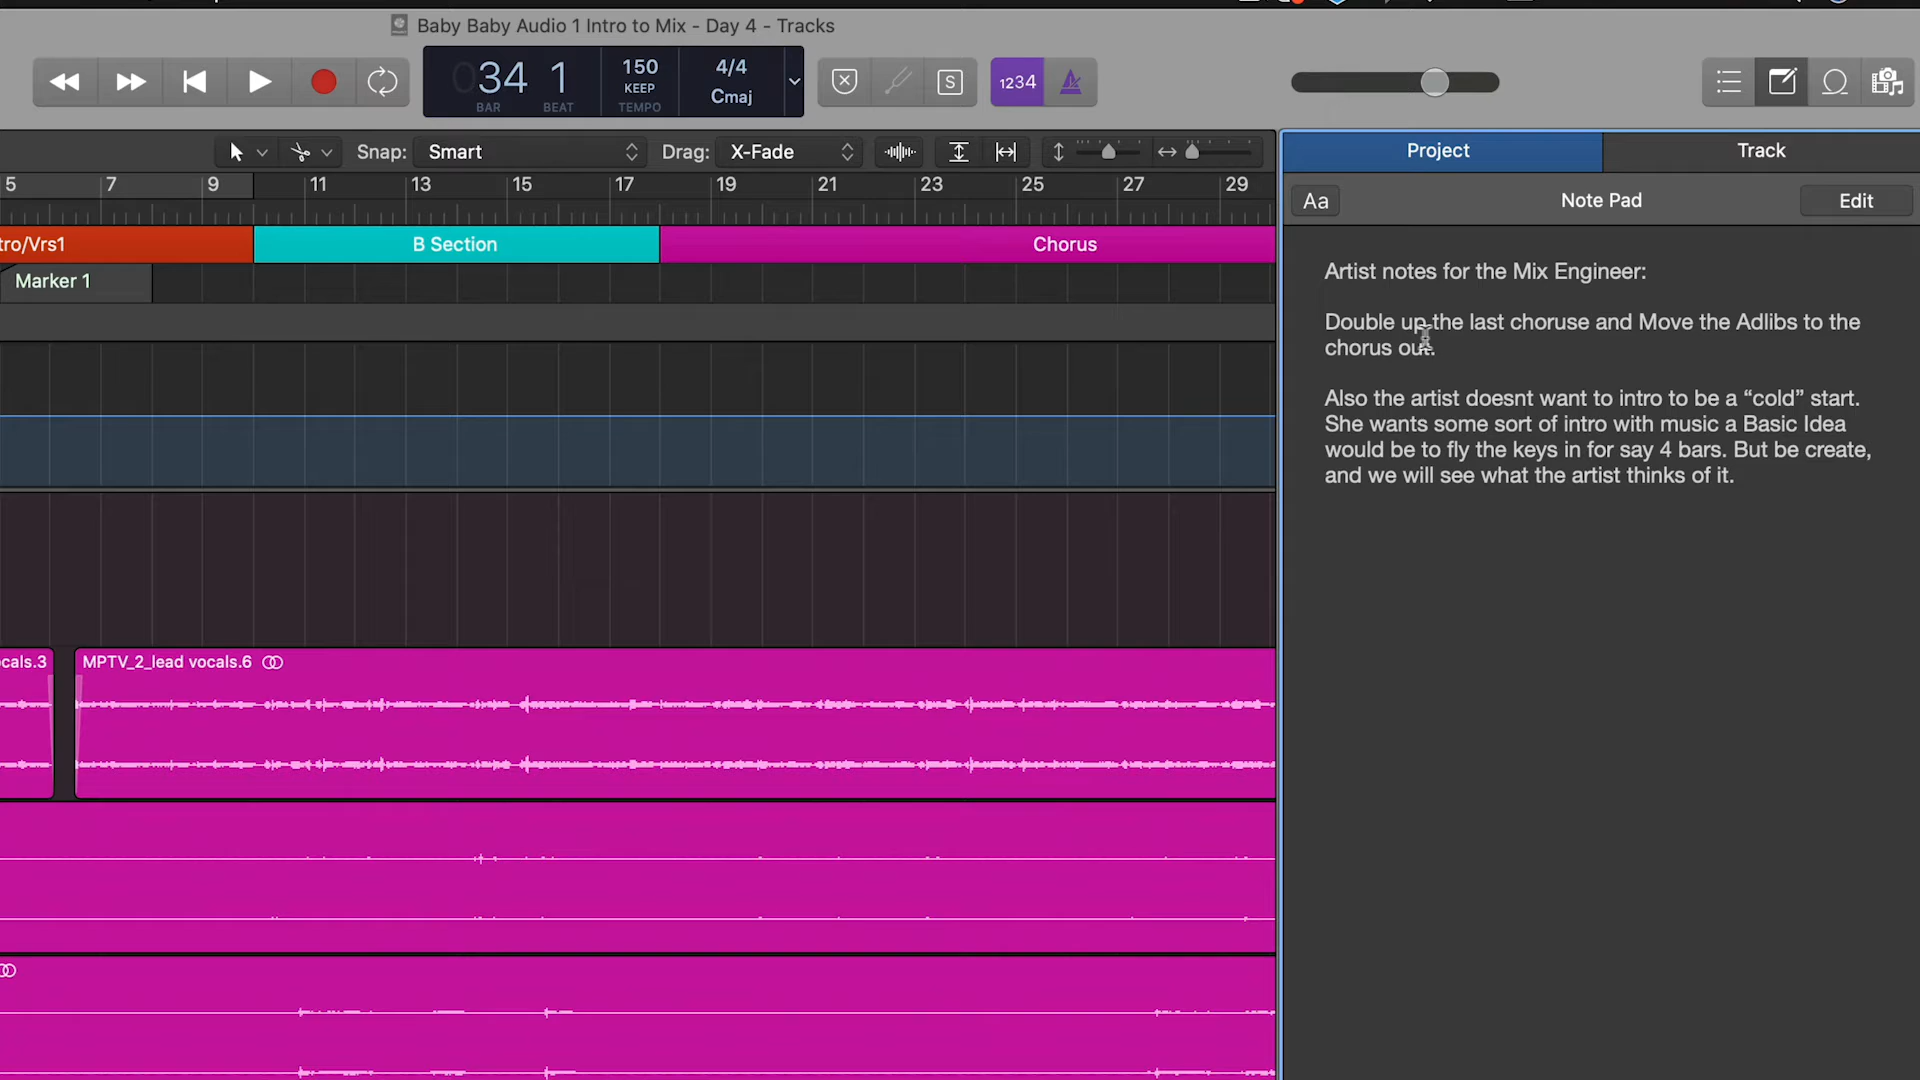 Baby Baby Audio 1 Intro to Mix - Day 4 - Tracks
034 1
BAR BEAT
150
KEEP
TEMPO
4/4
Cmaj
S
1234
Snap: Smart
Drag: X-Fade
Project
Track
5 7 9 11 13 15 17 19 21 23 25 27 29
Aa
Note Pad
Edit
tro/Vrs1
B Section
Chorus
Marker 1
Artist notes for the Mix Engineer:
Double up the last choruse and Move the Adlibs to the
chorus out.
Also the artist doesnt want to intro to be a “cold” start.
She wants some sort of intro with music a Basic Idea
would be to fly the keys in for say 4 bars. But be create,
and we will see what the artist thinks of it.
cals.3
MPTV_2_lead vocals.6